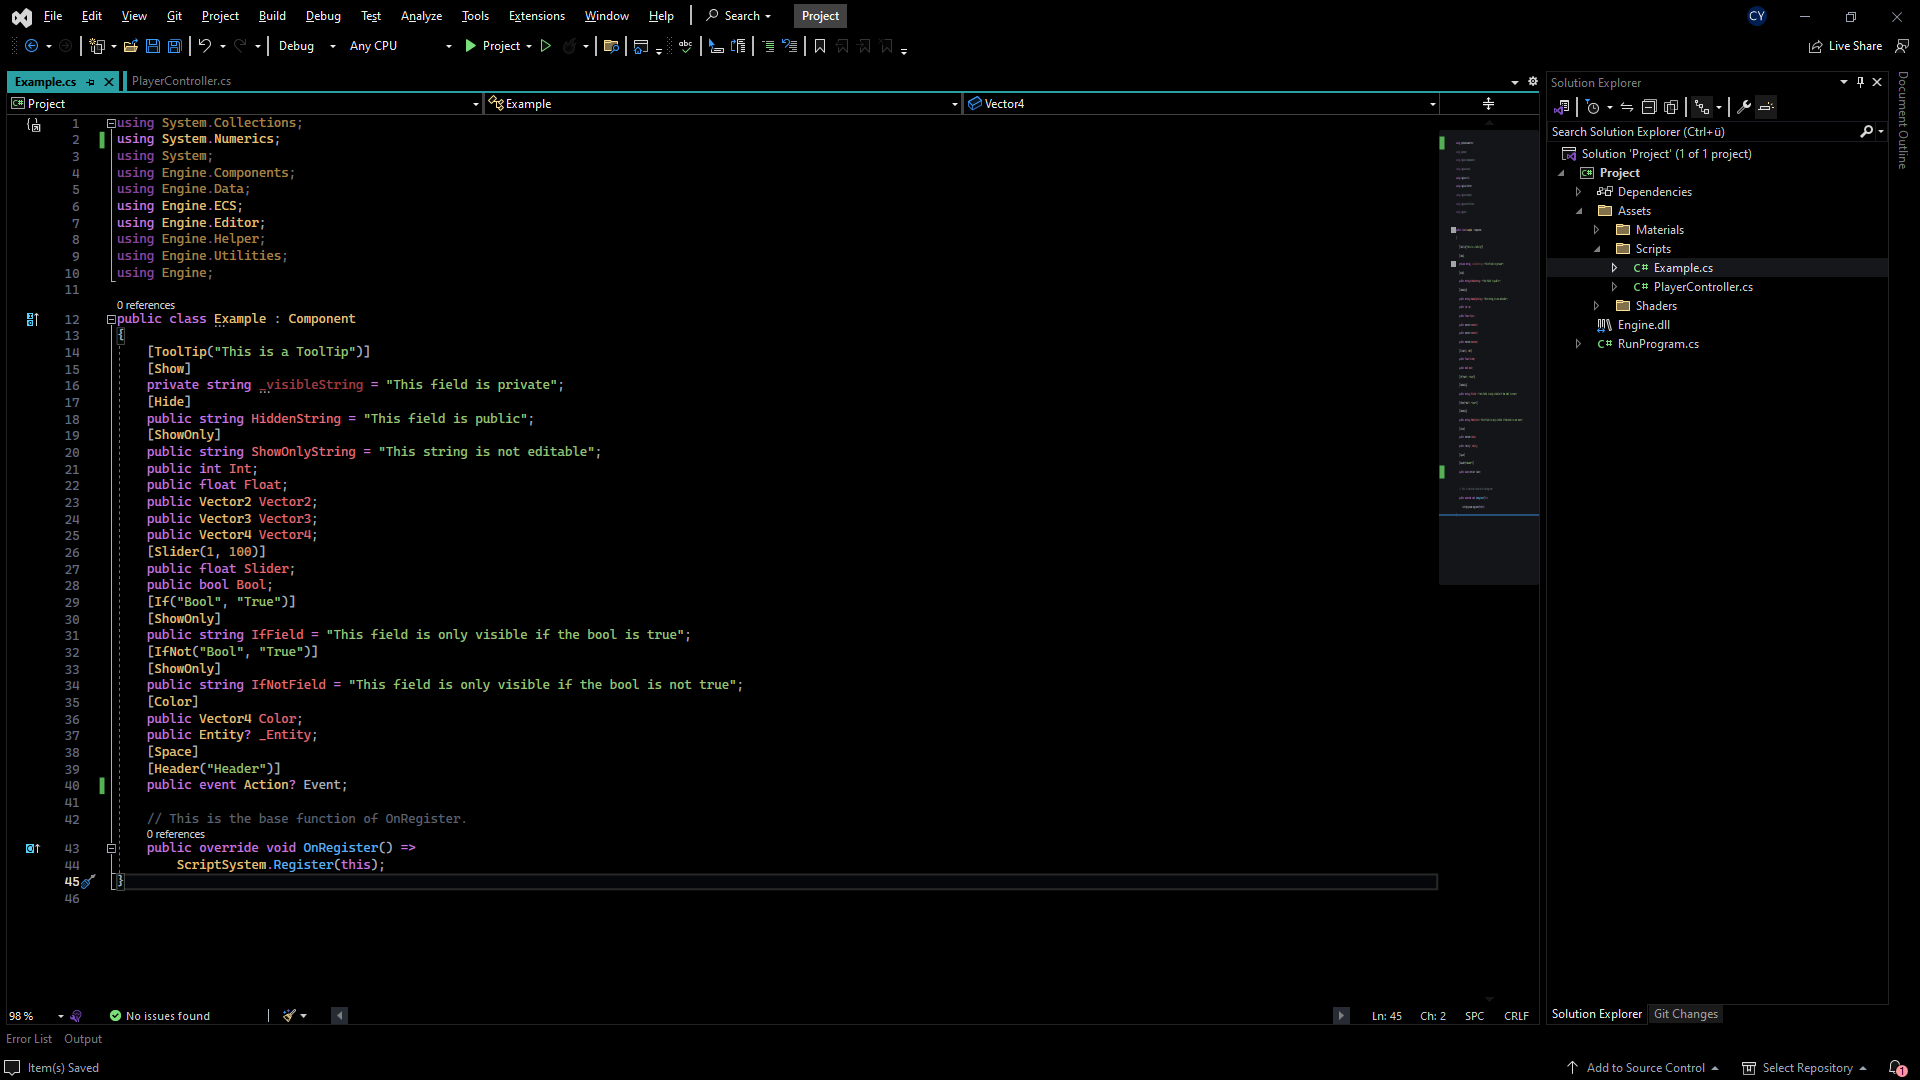 File Edit View Git Project Build Debug Test Analyze Tools Extensions Window Help Search Project CY
Debug Any CPU Project abc Live Share
Example.cs PlayerController.cs
Project Example Vector4
1 using System.Collections;
2 using System.Numerics;
3 using System;
4 using Engine.Components;
5 using Engine.Data;
6 using Engine.ECS;
7 using Engine.Editor;
8 using Engine.Helper;
9 using Engine.Utilities;
10 using Engine;
11
0 references
12 public class Example : Component
13 {
14 [ToolTip("This is a ToolTip")]
15 [Show]
16 private string _visibleString = "This field is private";
17 [Hide]
18 public string HiddenString = "This field is public";
19 [ShowOnly]
20 public string ShowOnlyString = "This string is not editable";
21 public int Int;
22 public float Float;
23 public Vector2 Vector2;
24 public Vector3 Vector3;
25 public Vector4 Vector4;
26 [Slider(1, 100)]
27 public float Slider;
28 public bool Bool;
29 [If("Bool", "True")]
30 [ShowOnly]
31 public string IfField = "This field is only visible if the bool is true";
32 [IfNot("Bool", "True")]
33 [ShowOnly]
34 public string IfNotField = "This field is only visible if the bool is not true";
35 [Color]
36 public Vector4 Color;
37 public Entity? _Entity;
38 [Space]
39 [Header("Header")]
40 public event Action? Event;
41
42 // This is the base function of OnRegister.
0 references
43 public override void OnRegister() =>
44 ScriptSystem.Register(this);
45 }
46
98 % No issues found Ln: 45 Ch: 2 SPC CRLF
Error List Output
Item(s) Saved
Solution Explorer
Search Solution Explorer (Ctrl+ü)
Solution 'Project' (1 of 1 project)
C# Project
Dependencies
Assets
Materials
Scripts
C# Example.cs
C# PlayerController.cs
Shaders
Engine.dll
C# RunProgram.cs
Solution Explorer Git Changes
Document Outline
Add to Source Control Select Repository 1